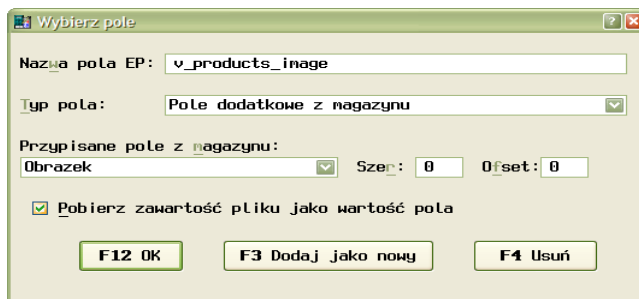 Wybierz pole
Nazwa pola EP: v_products_image
Typ pola: Pole dodatkowe z magazynu
Przypisane pole z magazynu:
Obrazek Szer: 0 Ofset: 0
Pobierz zawartość pliku jako wartość pola
F12 OK F3 Dodaj jako nowy F4 Usuń